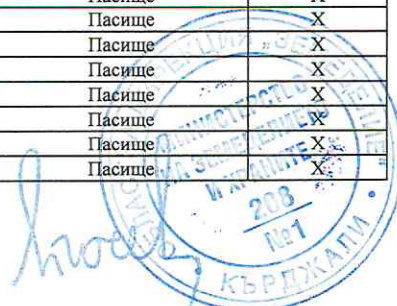 Пасище X
Пасище X
Пасище X
Пасище X
Пасище X
Пасище X
Пасище X
Пасище X
МИНИСТЕРСТВО
НА ЗЕМЕДЕЛИЕТО
И ХРАНИТЕ
208
№1
КЪРДЖАЛИ